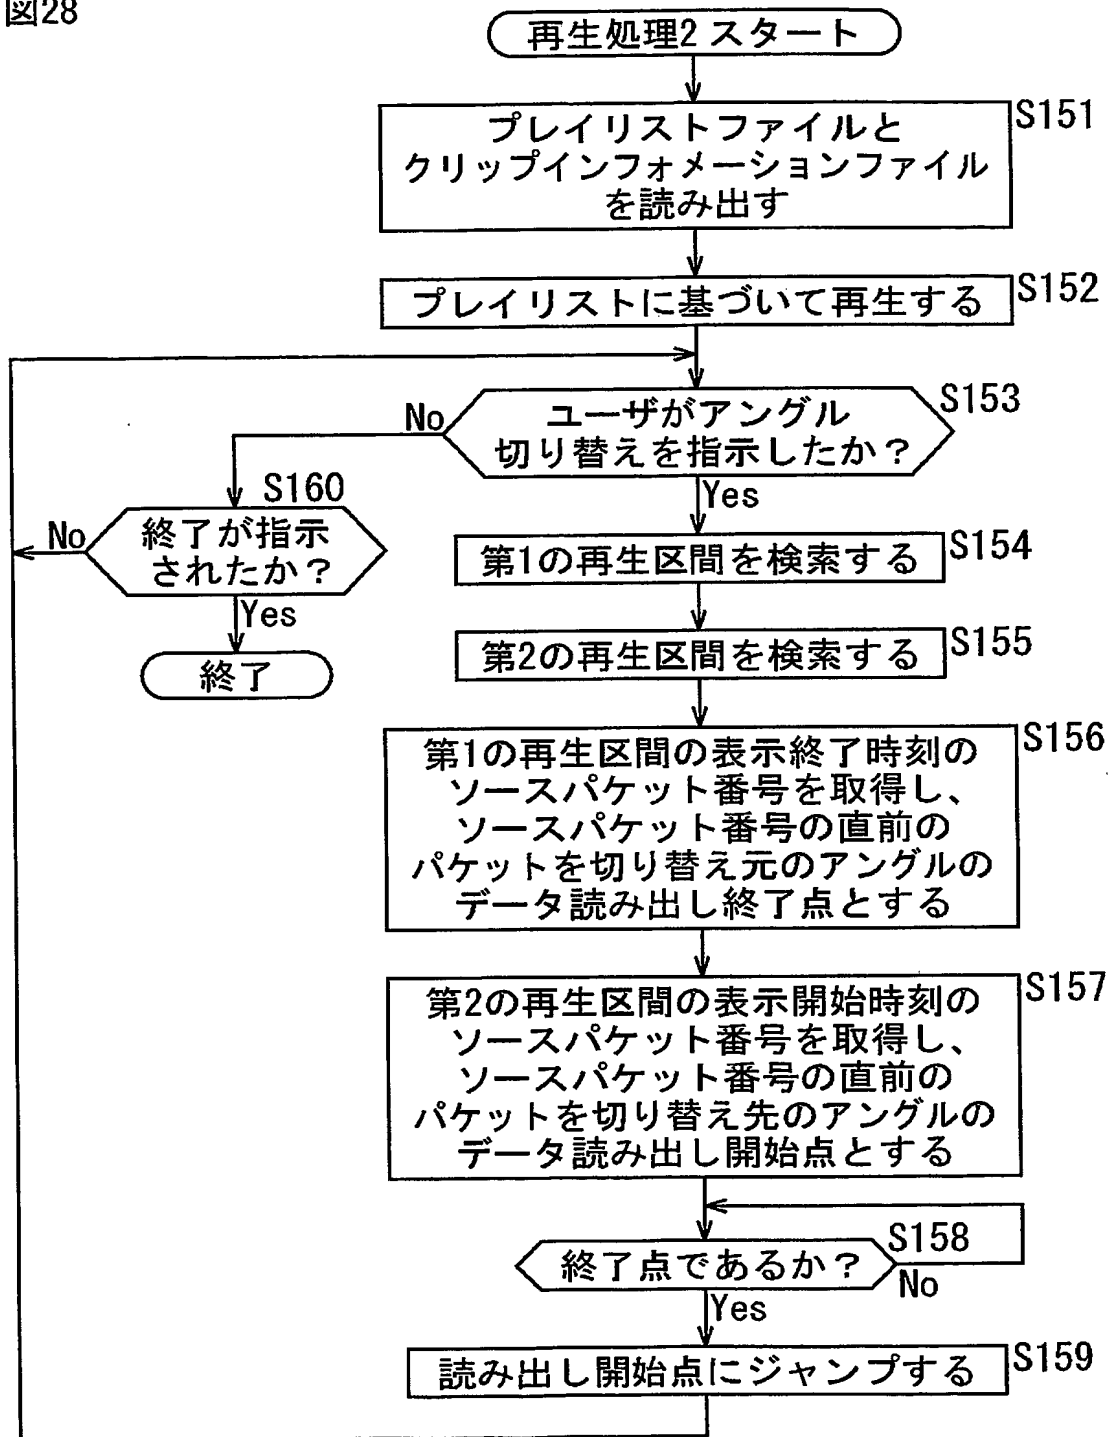 図28
再生処理2 スタート
プレイリストファイルと
クリップインフォメーションファイル
を読み出す
S151
プレイリストに基づいて再生する
S152
ユーザがアングル
切り替えを指示したか？
S153
No
Yes
S160
終了が指示
されたか？
No
Yes
終了
第1の再生区間を検索する
S154
第2の再生区間を検索する
S155
第1の再生区間の表示終了時刻の
ソースパケット番号を取得し、
ソースパケット番号の直前の
パケットを切り替え元のアングルの
データ読み出し終了点とする
S156
第2の再生区間の表示開始時刻の
ソースパケット番号を取得し、
ソースパケット番号の直前の
パケットを切り替え先のアングルの
データ読み出し開始点とする
S157
終了点であるか？
S158
No
Yes
読み出し開始点にジャンプする
S159